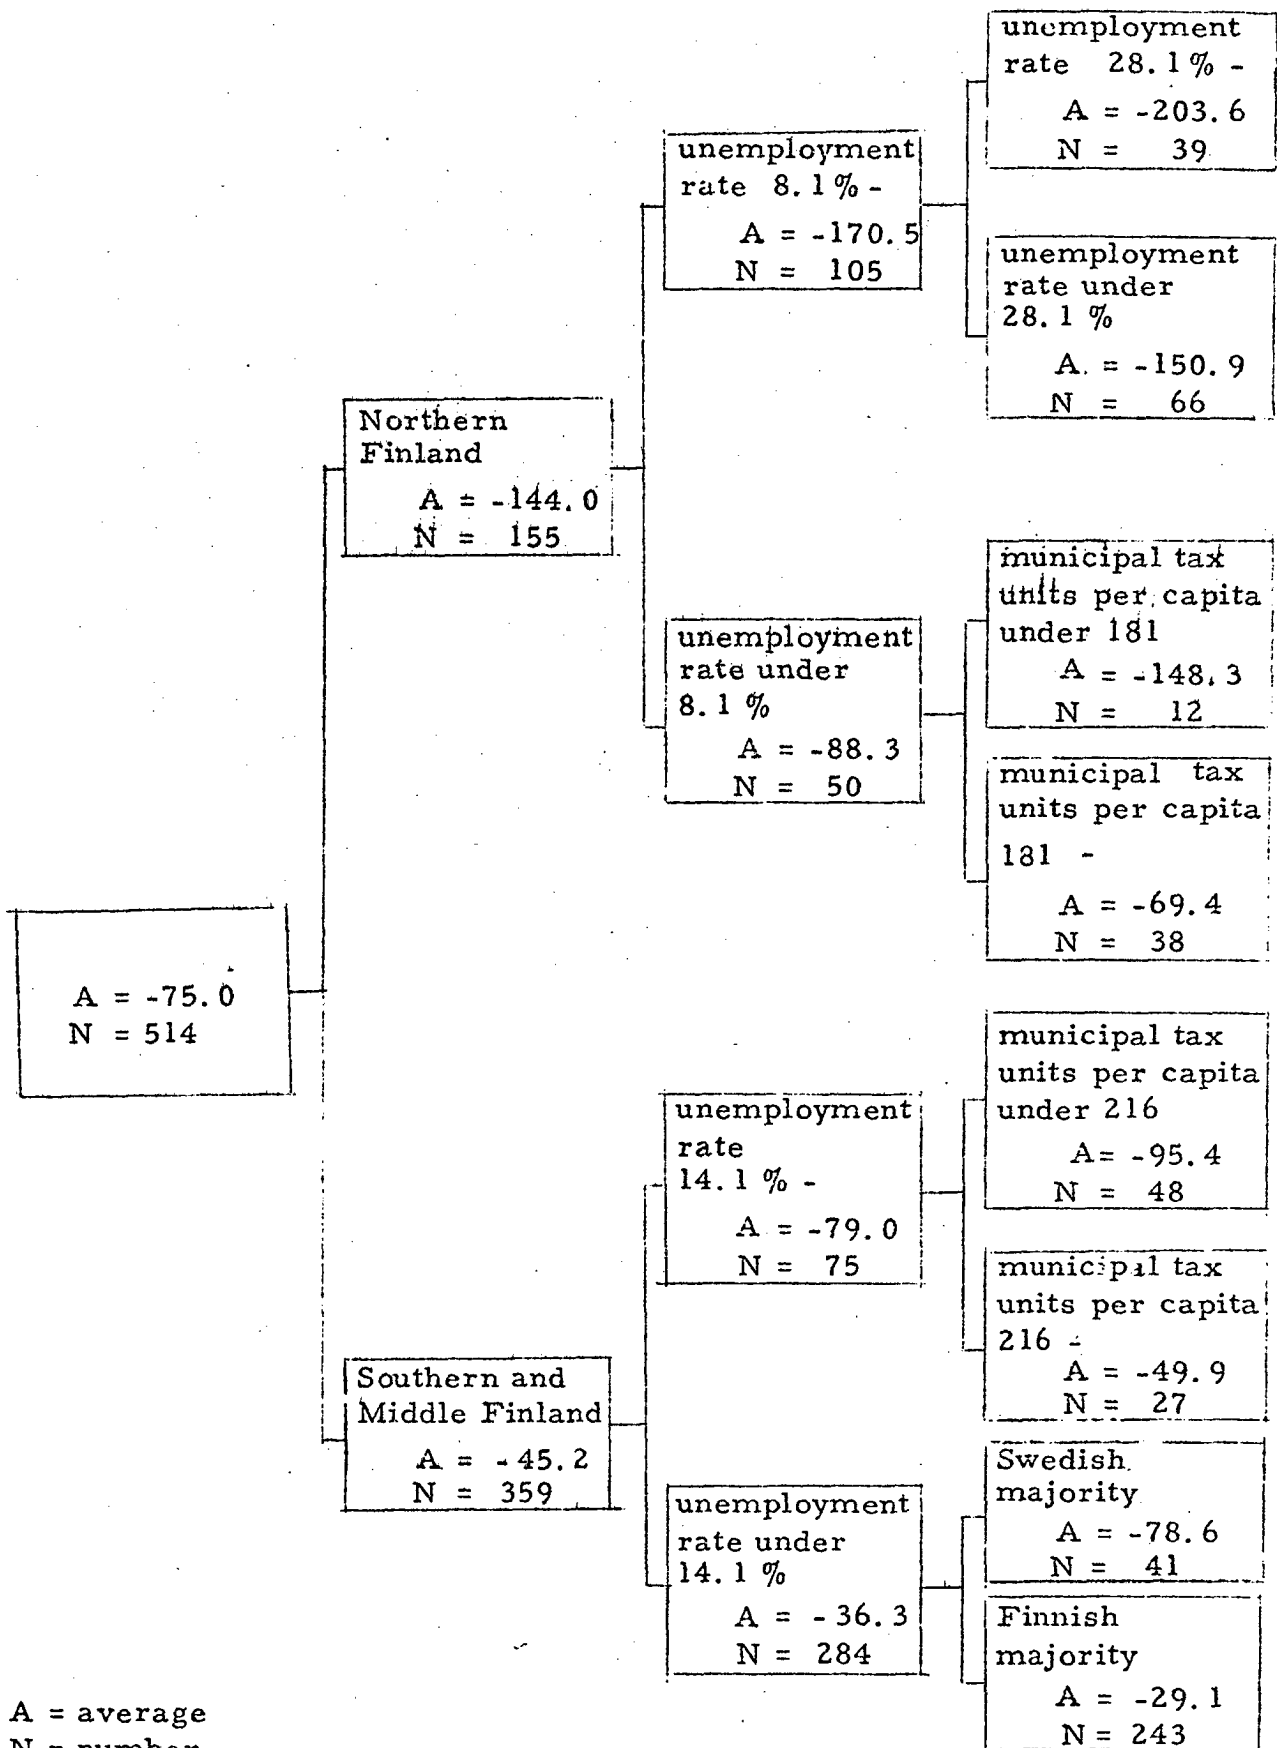 unemployment
rate 28.1% -
A = -203.6
N = 39
unemployment
rate 8.1% -
A = -170.5
N = 105
unemployment
rate under
28.1 %
A. = -150.9
N = 66
Northern
Finland
A = -144.0
N = 155
municipal tax
units per capita
under 181
A = -148.3
N = 12
unemployment
rate under
8.1 %
A = -88.3
N = 50
municipal tax
units per capita
181 -
A = -69.4
N = 38
A = -75.0
N = 514
municipal tax
units per capita
under 216
A= -95.4
N = 48
unemployment
rate
14.1 % -
A = -79.0
N = 75
municipal tax
units per capita
216 -
A = -49.9
N = 27
Southern and
Middle Finland
A = -45.2
N = 359
Swedish
majority
A = -78.6
N = 41
unemployment
rate under
14.1 %
A = -36.3
N = 284
Finnish
majority
A = -29.1
N = 243
A = average
N = number